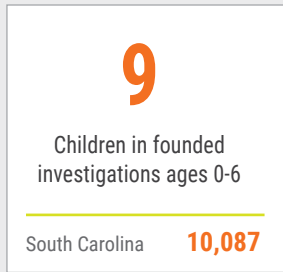 9
Children in founded
investigations ages 0-6
South Carolina 10,087